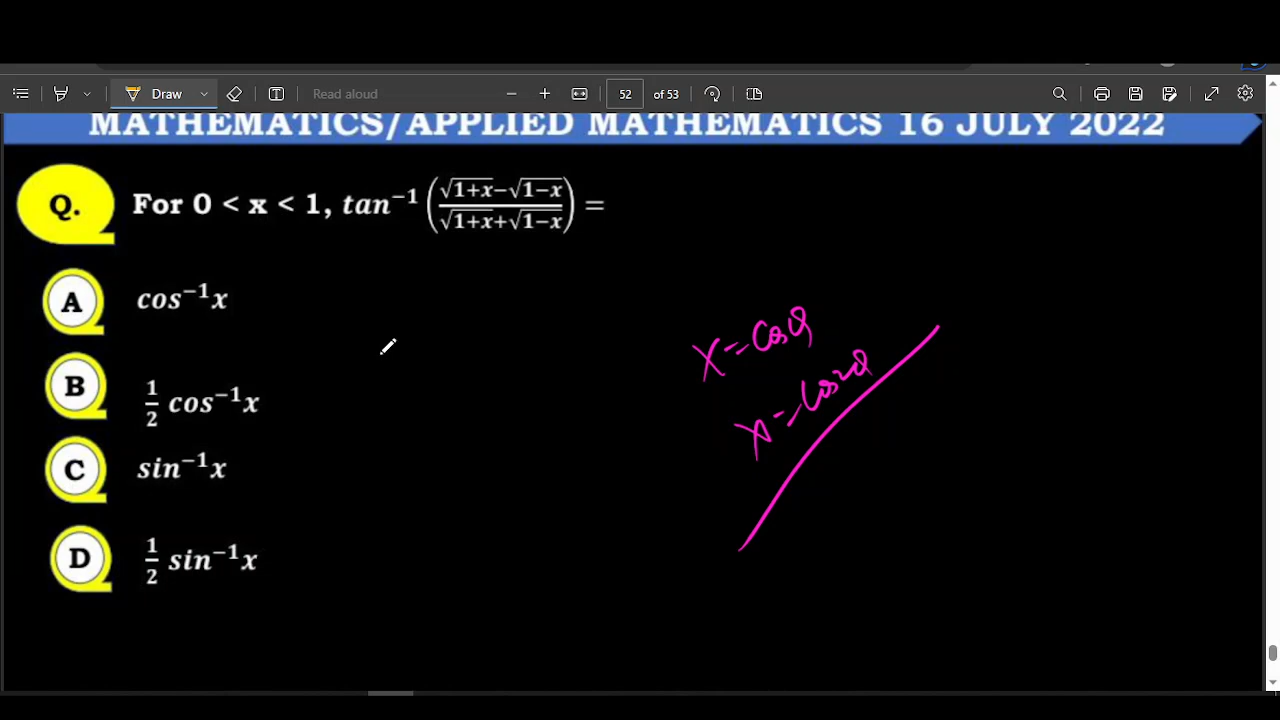 Draw
Read aloud
52 of 53
MATHEMATICS/APPLIED MATHEMATICS 16 JULY 2022
Q. For 0 < x < 1, tan⁻¹ ((√1+x−√1−x)/(√1+x+√1−x)) =
A cos⁻¹x
x = cosθ
B 1/2 cos⁻¹x
x = cos2θ
C sin⁻¹x
D 1/2 sin⁻¹x